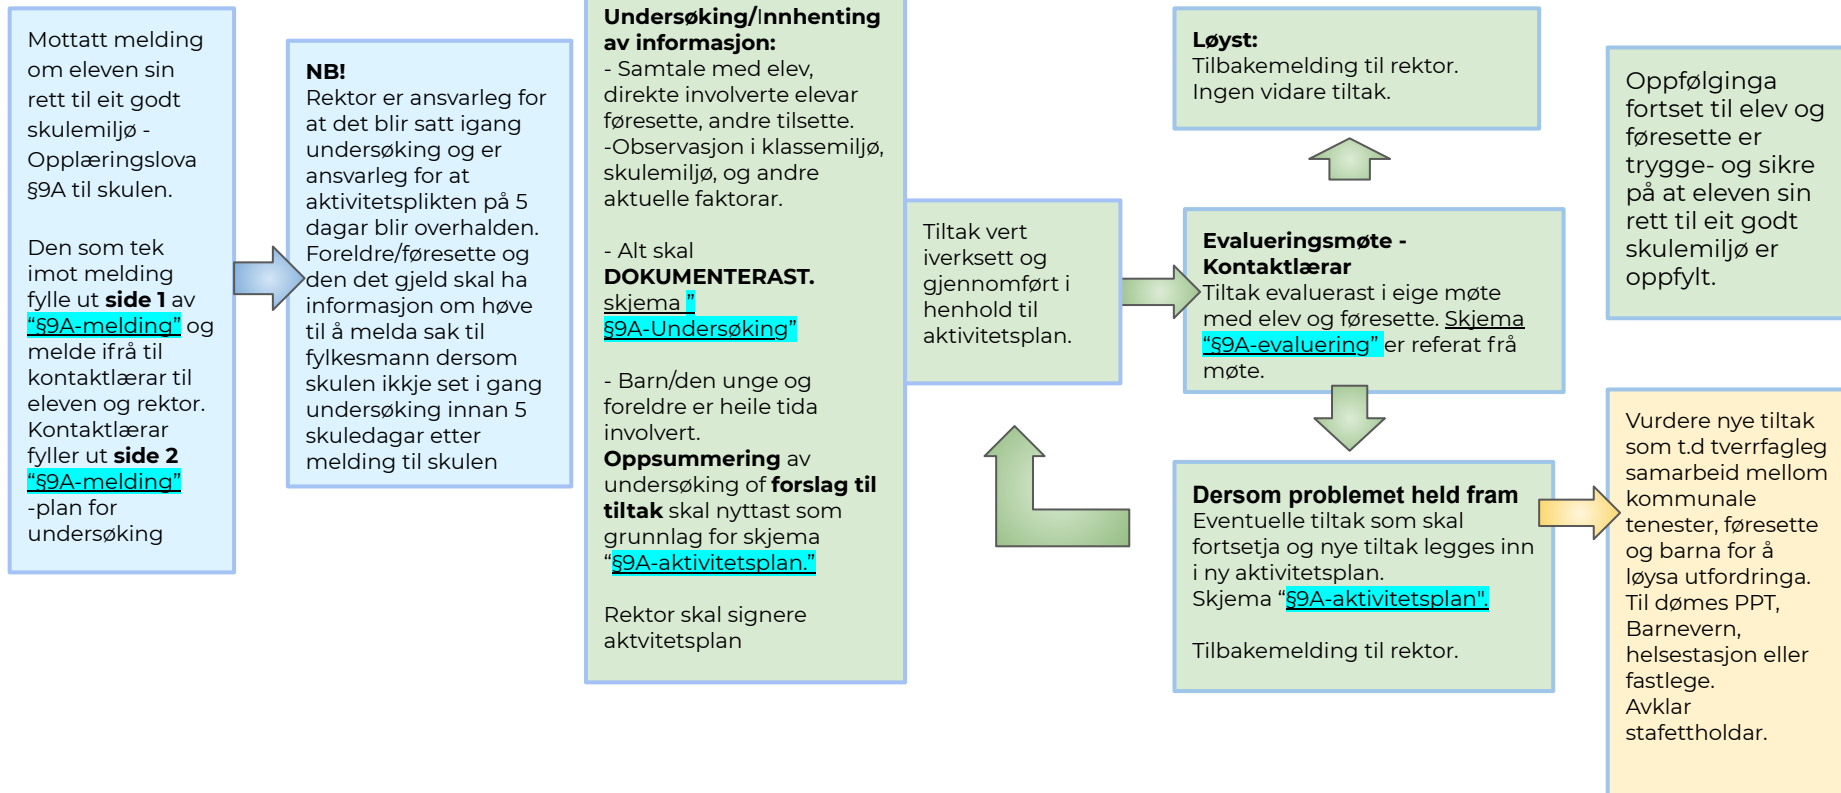 Mottatt melding
om eleven sin
rett til eit godt
skulemiljø -
Opplæringslova
§9A til skulen.
Den som tek
imot melding
fylle ut side 1 av
“§9A-melding” og
melde ifrå til
kontaktlærar til
eleven og rektor.
Kontaktlærar
fyller ut side 2
“§9A-melding”
-plan for
undersøking
NB!
Rektor er ansvarleg for
at det blir satt igang
undersøking og er
ansvarleg for at
aktivitetsplikten på 5
dagar blir overhalden.
Foreldre/føresette og
den det gjeld skal ha
informasjon om høve
til å melda sak til
fylkesmann dersom
skulen ikkje set i gang
undersøking innan 5
skuledagar etter
melding til skulen
Undersøking/Innhenting
av informasjon:
- Samtale med elev,
direkte involverte elevar
føresette, andre tilsette.
-Observasjon i klassemiljø,
skulemiljø, og andre
aktuelle faktorar.
- Alt skal
DOKUMENTERAST.
skjema ”
§9A-Undersøking”
- Barn/den unge og
foreldre er heile tida
involvert.
Oppsummering av
undersøking of forslag til
tiltak skal nyttast som
grunnlag for skjema
“§9A-aktivitetsplan.”
Rektor skal signere
aktvitetsplan
Tiltak vert
iverksett og
gjennomført i
henhold til
aktivitetsplan.
Løyst:
Tilbakemelding til rektor.
Ingen vidare tiltak.
Evalueringsmøte -
Kontaktlærar
Tiltak evaluerast i eige møte
med elev og føresette. Skjema
“§9A-evaluering” er referat frå
møte.
Dersom problemet held fram
Eventuelle tiltak som skal
fortsetja og nye tiltak legges inn
i ny aktivitetsplan.
Skjema “§9A-aktivitetsplan".
Tilbakemelding til rektor.
Oppfølginga
fortset til elev og
føresette er
trygge- og sikre
på at eleven sin
rett til eit godt
skulemiljø er
oppfylt.
Vurdere nye tiltak
som t.d tverrfagleg
samarbeid mellom
kommunale
tenester, føresette
og barna for å
løysa utfordringa.
Til dømes PPT,
Barnevern,
helsestasjon eller
fastlege.
Avklar
stafettholdar.